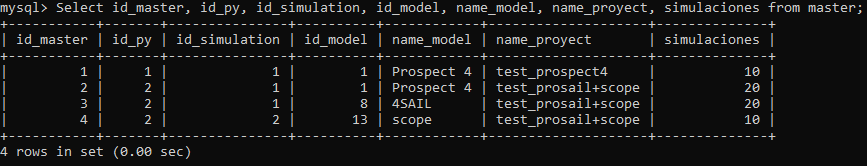 mysql> Select id_master, id_py, id_simulation, id_model, name_model, name_proyect, simulaciones from master;
+-----------+-------+---------------+----------+------------+----------------------+--------------+
| id_master | id_py | id_simulation | id_model | name_model | name_proyect         | simulaciones |
+-----------+-------+---------------+----------+------------+----------------------+--------------+
|         1 |     1 |             1 |        1 | Prospect 4 | test_prospect4       |           10 |
|         2 |     2 |             1 |        1 | Prospect 4 | test_prosail+scope   |           20 |
|         3 |     2 |             1 |        8 | 4SAIL      | test_prosail+scope   |           20 |
|         4 |     2 |             2 |       13 | scope      | test_prosail+scope   |           10 |
+-----------+-------+---------------+----------+------------+----------------------+--------------+
4 rows in set (0.00 sec)